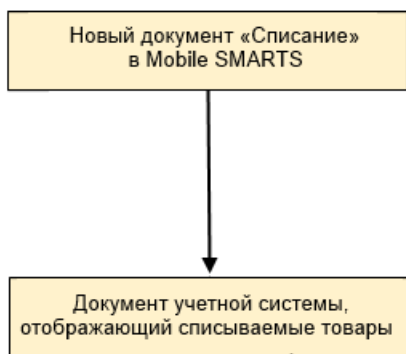 Новый документ «Списание»
в Mobile SMARTS
Документ учетной системы,
отображающий списываемые товары